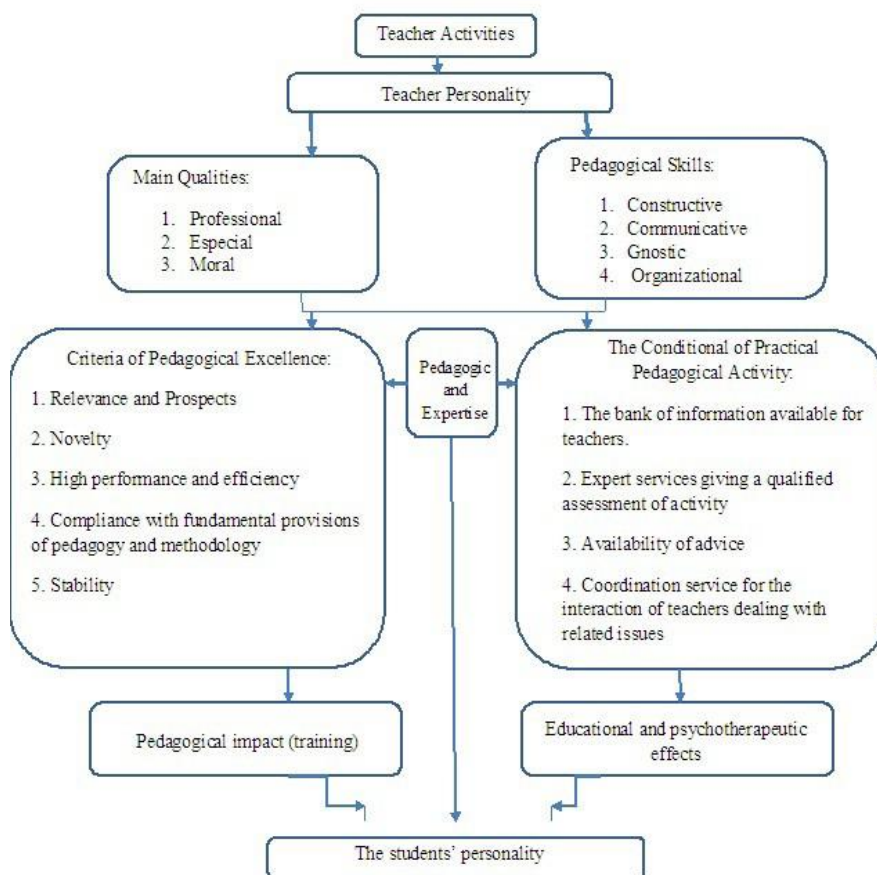 Teacher Activities
Teacher Personality
Main Qualities:
1. Professional
2. Especial
3. Moral
Pedagogical Skills:
1. Constructive
2. Communicative
3. Gnostic
4. Organizational
Criteria of Pedagogical Excellence:
1. Relevance and Prospects
2. Novelty
3. High performance and efficiency
4. Compliance with fundamental provisions
of pedagogy and methodology
5. Stability
Pedagogic
and
Expertise
The Conditional of Practical
Pedagogical Activity:
1. The bank of information available for
teachers.
2. Expert services giving a qualified
assessment of activity
3. Availability of advice
4. Coordination service for the
interaction of teachers dealing with
related issues
Pedagogical impact (training)
Educational and psychotherapeutic
effects
The students’ personality